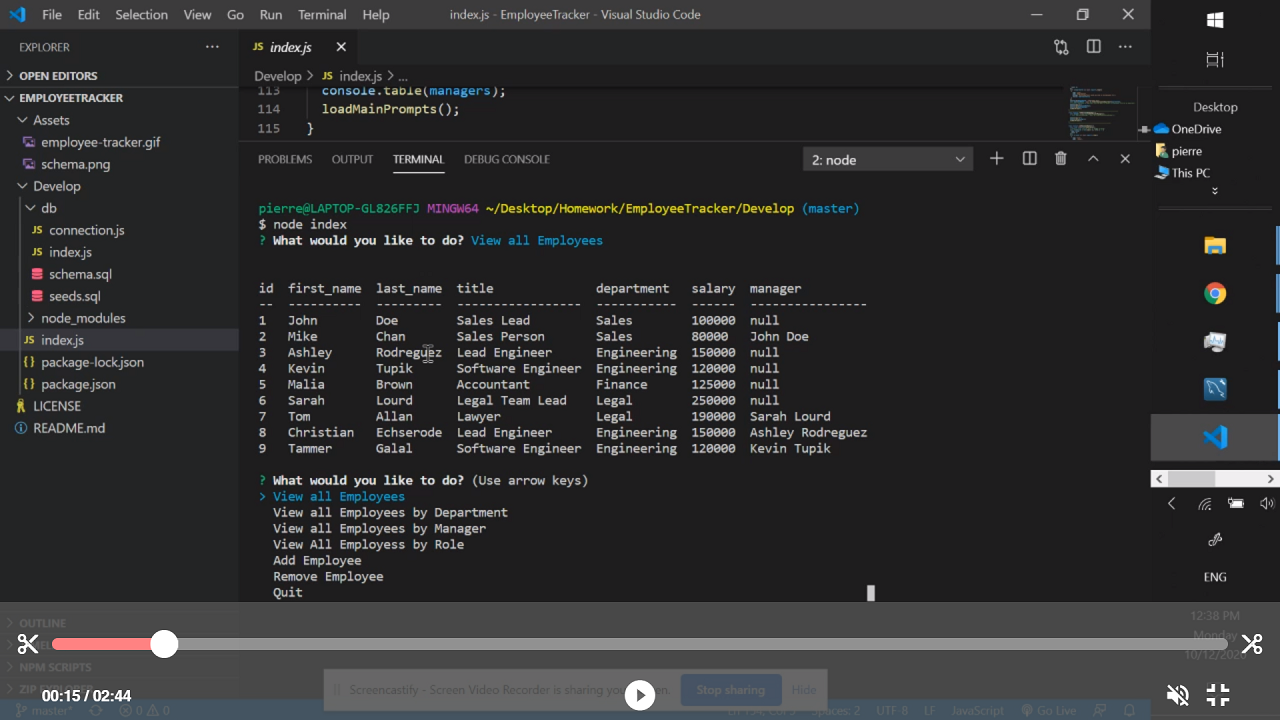 File Edit Selection View Go Run Terminal Help index.js - EmployeeTracker - Visual Studio Code
EXPLORER
index.js
OPEN EDITORS
Develop > JS index.js > ...
EMPLOYEETRACKER
Assets
employee-tracker.gif
schema.png
Develop
db
connection.js
index.js
schema.sql
seeds.sql
node_modules
index.js
package-lock.json
package.json
LICENSE
README.md
113 console.table(managers);
114 loadMainPrompts();
115 }
PROBLEMS OUTPUT TERMINAL DEBUG CONSOLE 2: node
pierre@LAPTOP-GL826FFJ MINGW64 ~/Desktop/Homework/EmployeeTracker/Develop (master)
$ node index
? What would you like to do? View all Employees
id first_name last_name title department salary manager
-- ---------- --------- ----------------- ----------- ------ ----------------
1 John Doe Sales Lead Sales 100000 null
2 Mike Chan Sales Person Sales 80000 John Doe
3 Ashley Rodreguez Lead Engineer Engineering 150000 null
4 Kevin Tupik Software Engineer Engineering 120000 null
5 Malia Brown Accountant Finance 125000 null
6 Sarah Lourd Legal Team Lead Legal 250000 null
7 Tom Allan Lawyer Legal 190000 Sarah Lourd
8 Christian Echserode Lead Engineer Engineering 150000 Ashley Rodreguez
9 Tammer Galal Software Engineer Engineering 120000 Kevin Tupik
? What would you like to do? (Use arrow keys)
> View all Employees
View all Employees by Department
View all Employees by Manager
View All Employess by Role
Add Employee
Remove Employee
Quit
Desktop
OneDrive
pierre
This PC
ENG
12:38 PM
Monday
OUTLINE
NPM SCRIPTS
00:15 / 02:44
Screencastify - Screen Video Recorder is sharing your screen. Stop sharing Hide
master* 0 0 Spaces: 2 UTF-8 LF JavaScript Go Live